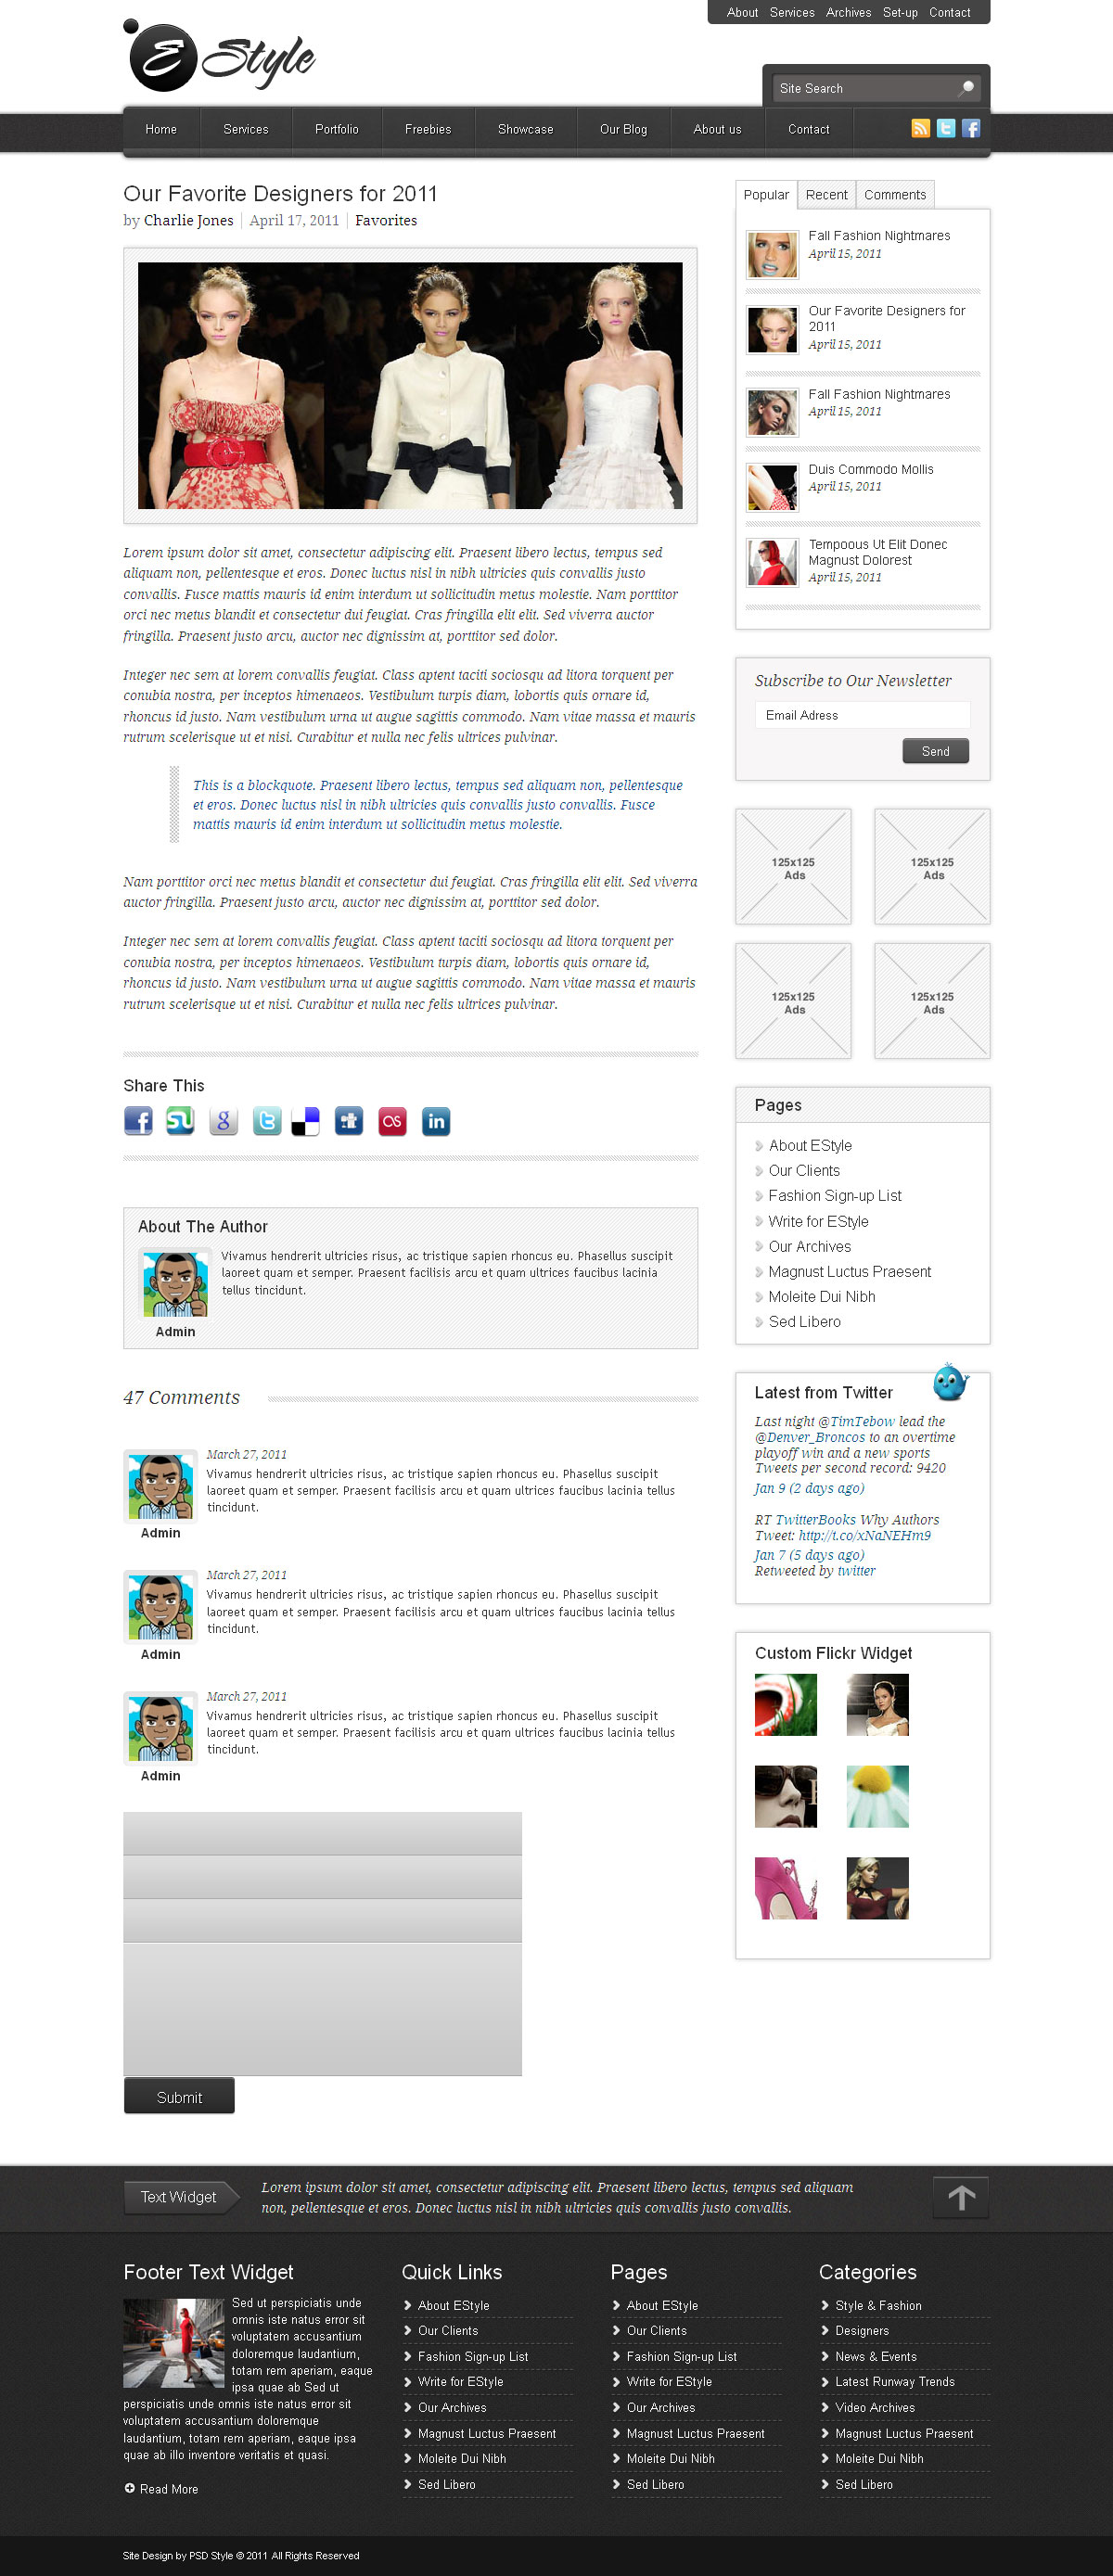 About Services Archives Set-up Contact
E Style
Site Search
Home Services Portfolio Freebies Showcase Our Blog About us Contact
Our Favorite Designers for 2011
by Charlie Jones April 17, 2011 Favorites
Lorem ipsum dolor sit amet, consectetur adipiscing elit. Praesent libero lectus, tempus sed
aliquam non, pellentesque et eros. Donec luctus nisl in nibh ultricies quis convallis justo
convallis. Fusce mattis mauris id enim interdum ut sollicitudin metus molestie. Nam porttitor
orci nec metus blandit et consectetur dui feugiat. Cras fringilla elit elit. Sed viverra auctor
fringilla. Praesent justo arcu, auctor nec dignissim at, porttitor sed dolor.
Integer nec sem at lorem convallis feugiat. Class aptent taciti sociosqu ad litora torquent per
conubia nostra, per inceptos himenaeos. Vestibulum turpis diam, lobortis quis ornare id,
rhoncus id justo. Nam vestibulum urna ut augue sagittis commodo. Nam vitae massa et mauris
rutrum scelerisque ut et nisi. Curabitur et nulla nec felis ultrices pulvinar.
This is a blockquote. Praesent libero lectus, tempus sed aliquam non, pellentesque
et eros. Donec luctus nisl in nibh ultricies quis convallis justo convallis. Fusce
mattis mauris id enim interdum ut sollicitudin metus molestie.
Nam porttitor orci nec metus blandit et consectetur dui feugiat. Cras fringilla elit elit. Sed viverra
auctor fringilla. Praesent justo arcu, auctor nec dignissim at, porttitor sed dolor.
Integer nec sem at lorem convallis feugiat. Class aptent taciti sociosqu ad litora torquent per
conubia nostra, per inceptos himenaeos. Vestibulum turpis diam, lobortis quis ornare id,
rhoncus id justo. Nam vestibulum urna ut augue sagittis commodo. Nam vitae massa et mauris
rutrum scelerisque ut et nisi. Curabitur et nulla nec felis ultrices pulvinar.
Share This
About The Author
Vivamus hendrerit ultricies risus, ac tristique sapien rhoncus eu. Phasellus suscipit
laoreet quam et semper. Praesent facilisis arcu et quam ultrices faucibus lacinia
tellus tincidunt.
Admin
47 Comments
March 27, 2011
Vivamus hendrerit ultricies risus, ac tristique sapien rhoncus eu. Phasellus suscipit
laoreet quam et semper. Praesent facilisis arcu et quam ultrices faucibus lacinia tellus
tincidunt.
Admin
March 27, 2011
Vivamus hendrerit ultricies risus, ac tristique sapien rhoncus eu. Phasellus suscipit
laoreet quam et semper. Praesent facilisis arcu et quam ultrices faucibus lacinia tellus
tincidunt.
Admin
March 27, 2011
Vivamus hendrerit ultricies risus, ac tristique sapien rhoncus eu. Phasellus suscipit
laoreet quam et semper. Praesent facilisis arcu et quam ultrices faucibus lacinia tellus
tincidunt.
Admin
Submit
Popular Recent Comments
Fall Fashion Nightmares
April 15, 2011
Our Favorite Designers for
2011
April 15, 2011
Fall Fashion Nightmares
April 15, 2011
Duis Commodo Mollis
April 15, 2011
Tempoous Ut Elit Donec
Magnust Dolorest
April 15, 2011
Subscribe to Our Newsletter
Email Adress
Send
125x125 125x125
Ads Ads
125x125 125x125
Ads Ads
Pages
About EStyle
Our Clients
Fashion Sign-up List
Write for EStyle
Our Archives
Magnust Luctus Praesent
Moleite Dui Nibh
Sed Libero
Latest from Twitter
Last night @TimTebow lead the
@Denver_Broncos to an overtime
playoff win and a new sports
Tweets per second record: 9420
Jan 9 (2 days ago)
RT TwitterBooks Why Authors
Tweet: http://t.co/xNaNEHm9
Jan 7 (5 days ago)
Retweeted by twitter
Custom Flickr Widget
Text Widget
Lorem ipsum dolor sit amet, consectetur adipiscing elit. Praesent libero lectus, tempus sed aliquam
non, pellentesque et eros. Donec luctus nisl in nibh ultricies quis convallis justo convallis.
Footer Text Widget
Sed ut perspiciatis unde
omnis iste natus error sit
voluptatem accusantium
doloremque laudantium,
totam rem aperiam, eaque
ipsa quae ab Sed ut
perspiciatis unde omnis iste natus error sit
voluptatem accusantium doloremque
laudantium, totam rem aperiam, eaque ipsa
quae ab illo inventore veritatis et quasi.
Read More
Quick Links
About EStyle
Our Clients
Fashion Sign-up List
Write for EStyle
Our Archives
Magnust Luctus Praesent
Moleite Dui Nibh
Sed Libero
Pages
About EStyle
Our Clients
Fashion Sign-up List
Write for EStyle
Our Archives
Magnust Luctus Praesent
Moleite Dui Nibh
Sed Libero
Categories
Style & Fashion
Designers
News & Events
Latest Runway Trends
Video Archives
Magnust Luctus Praesent
Moleite Dui Nibh
Sed Libero
Site Design by PSD Style © 2011 All Rights Reserved